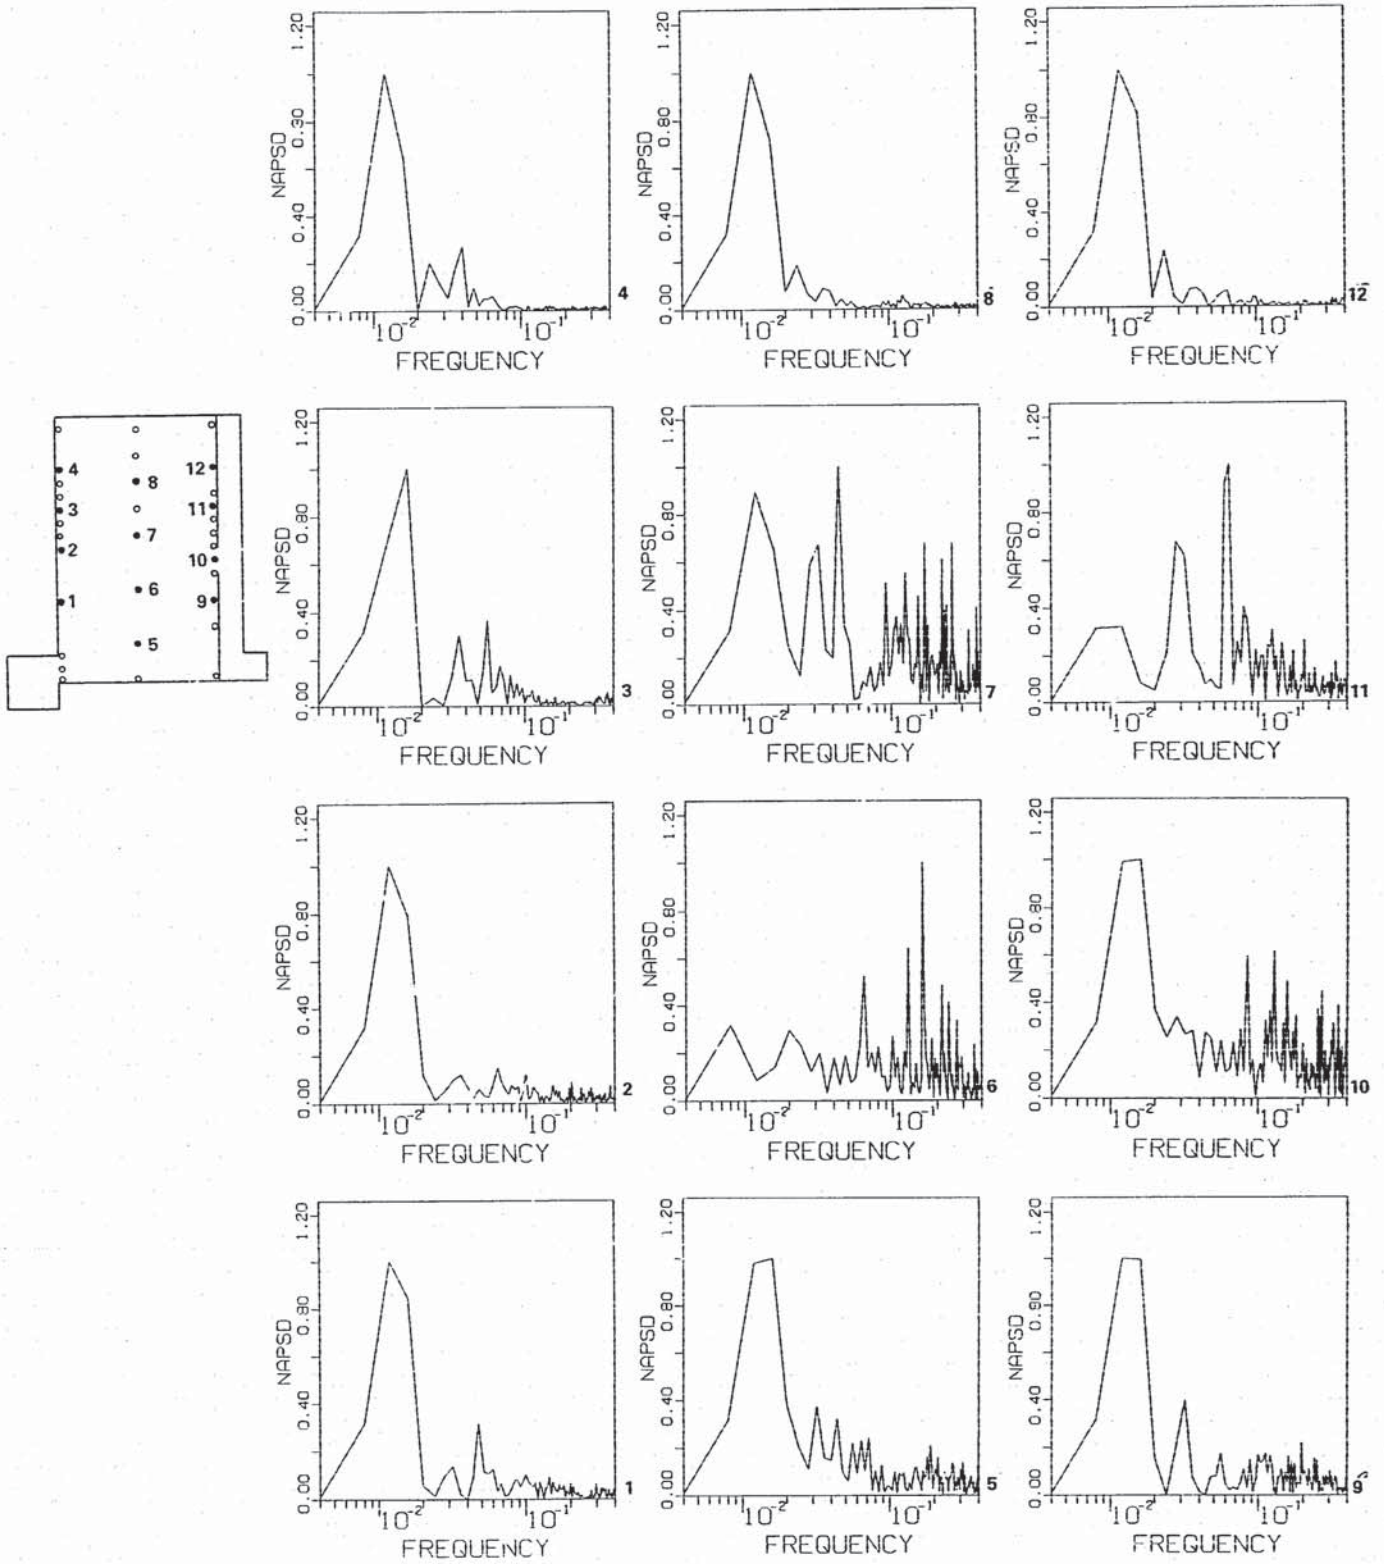 1.20 0.80 0.40 0.00 NAPSD 10-2 10-1 FREQUENCY 4
1.20 0.80 0.40 0.00 NAPSD 10-2 10-1 FREQUENCY 8
1.20 0.80 0.40 0.00 NAPSD 10-2 10-1 FREQUENCY 12
4 12
8
3 11
7
2
10
6
1 9
5
1.20 0.80 0.40 0.00 NAPSD 10-2 10-1 FREQUENCY 3
1.20 0.80 0.40 0.00 NAPSD 10-2 10-1 FREQUENCY 7
1.20 0.80 0.40 0.00 NAPSD 10-2 10-1 FREQUENCY 11
1.20 0.80 0.40 0.00 NAPSD 10-2 10-1 FREQUENCY 2
1.20 0.80 0.40 0.00 NAPSD 10-2 10-1 FREQUENCY 6
1.20 0.80 0.40 0.00 NAPSD 10-2 10-1 FREQUENCY 10
1.20 0.80 0.40 0.00 NAPSD 10-2 10-1 FREQUENCY 1
1.20 0.80 0.40 0.00 NAPSD 10-2 10-1 FREQUENCY 5
1.20 0.80 0.40 0.00 NAPSD 10-2 10-1 FREQUENCY 9